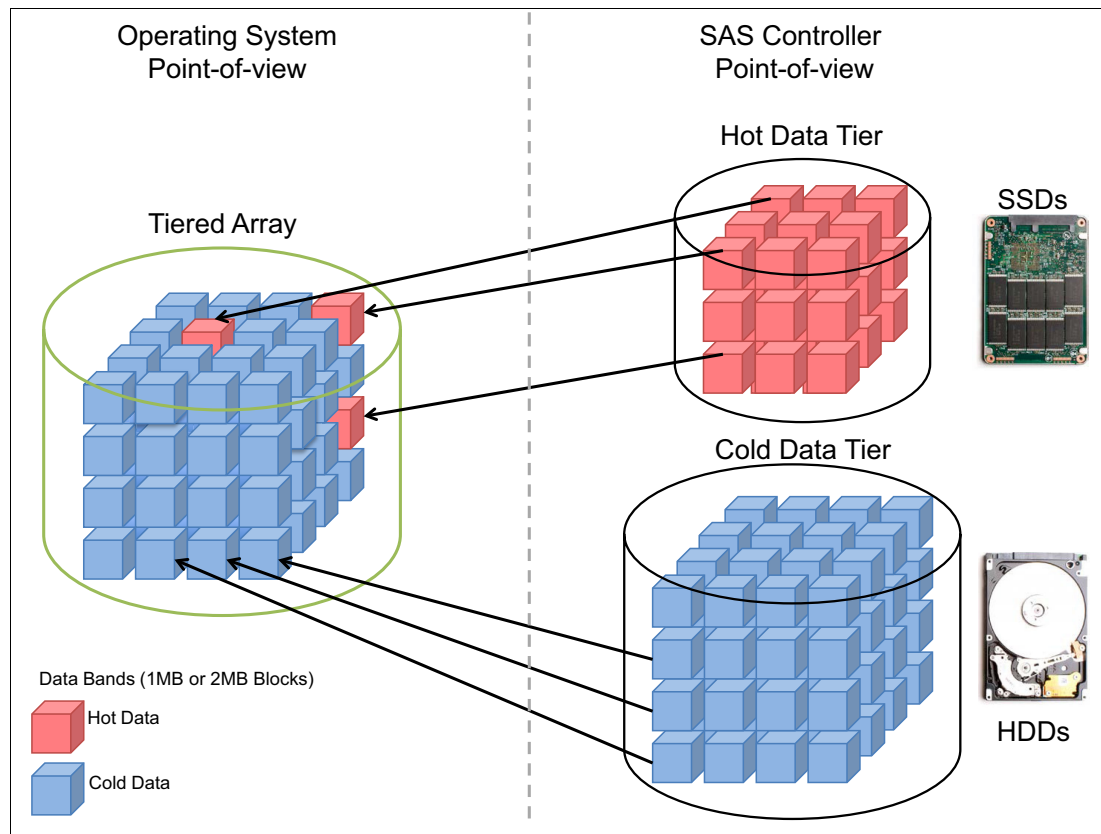 Operating System
Point-of-view
SAS Controller
Point-of-view
Hot Data Tier
SSDs
Tiered Array
Cold Data Tier
Data Bands (1MB or 2MB Blocks)
Hot Data
HDDs
Cold Data